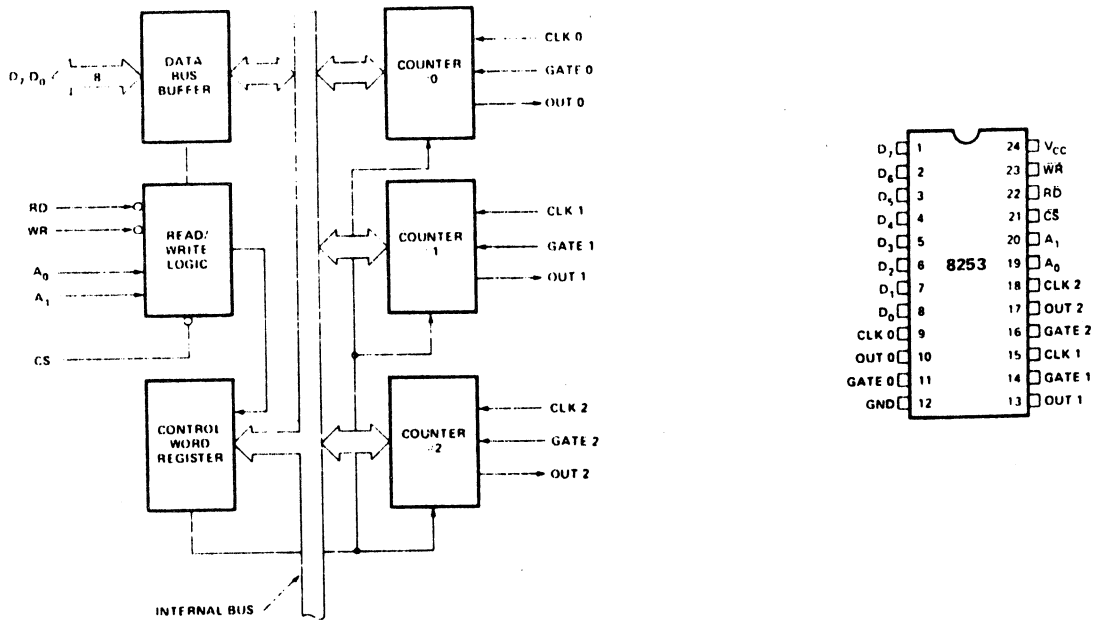 DATA
BUS
BUFFER
D7 D0
8
READ/
WRITE
LOGIC
RD
WR
A0
A1
CS
CONTROL
WORD
REGISTER
INTERNAL BUS
COUNTER
#0
CLK 0
GATE 0
OUT 0
COUNTER
#1
CLK 1
GATE 1
OUT 1
COUNTER
#2
CLK 2
GATE 2
OUT 2
8253
D7 1
D6 2
D5 3
D4 4
D3 5
D2 6
D1 7
D0 8
CLK 0 9
OUT 0 10
GATE 0 11
GND 12
24 VCC
23 W̅R̅
22 R̅D̅
21 C̅S̅
20 A1
19 A0
18 CLK 2
17 OUT 2
16 GATE 2
15 CLK 1
14 GATE 1
13 OUT 1